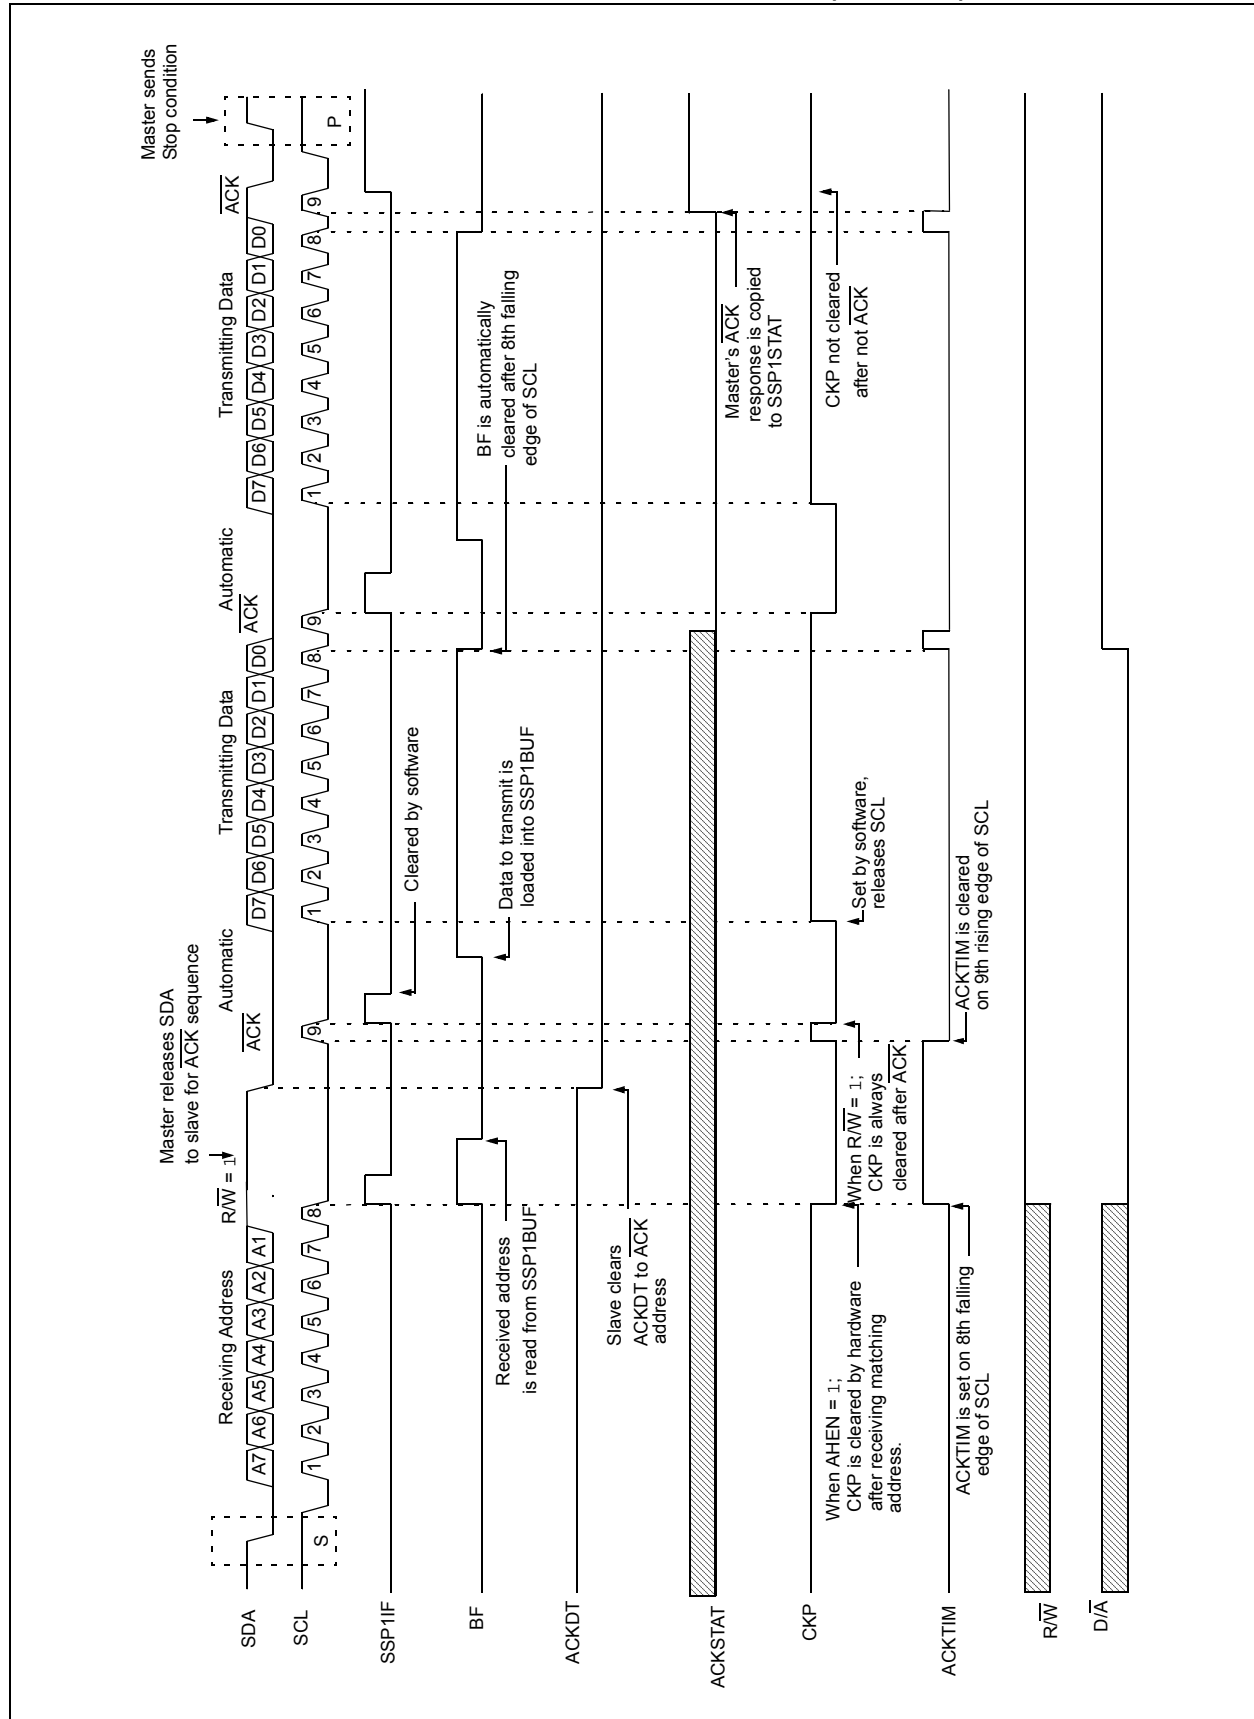 Master sends
Stop condition
Master releases SDA
to slave for ACK sequence
Receiving Address
R/W = 1
ACK
Automatic
Transmitting Data
ACK
Automatic
Transmitting Data
ACK
SDA
A7 A6 A5 A4 A3 A2 A1
D7 D6 D5 D4 D3 D2 D1 D0
D7 D6 D5 D4 D3 D2 D1 D0
SCL
S
1 2 3 4 5 6 7 8 9
1 2 3 4 5 6 7 8 9
1 2 3 4 5 6 7 8 9
P
SSP1IF
Cleared by software
BF
Received address
is read from SSP1BUF
Data to transmit is
loaded into SSP1BUF
BF is automatically
cleared after 8th falling
edge of SCL
ACKDT
Slave clears
ACKDT to ACK
address
ACKSTAT
Master's ACK
response is copied
to SSP1STAT
CKP
When AHEN = 1;
CKP is cleared by hardware
after receiving matching
address.
When R/W = 1;
CKP is always
cleared after ACK
Set by software,
releases SCL
CKP not cleared
after not ACK
ACKTIM
ACKTIM is set on 8th falling
edge of SCL
ACKTIM is cleared
on 9th rising edge of SCL
R/W
D/A